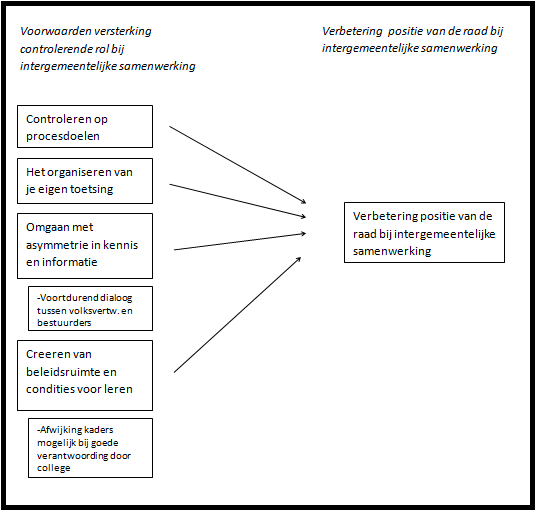 Voorwaarden versterking
controlerende rol bij
intergemeentelijke samenwerking
Verbetering positie van de raad bij
intergemeentelijke samenwerking
Controleren op
procesdoelen
Het organiseren van
je eigen toetsing
Omgaan met
asymmetrie in kennis
en informatie
-Voortdurend dialoog
tussen volksvertw. en
bestuurders
Creeren van
beleidsruimte en
condities voor leren
-Afwijking kaders
mogelijk bij goede
verantwoording door
college
Verbetering positie van de
raad bij intergemeentelijke
samenwerking